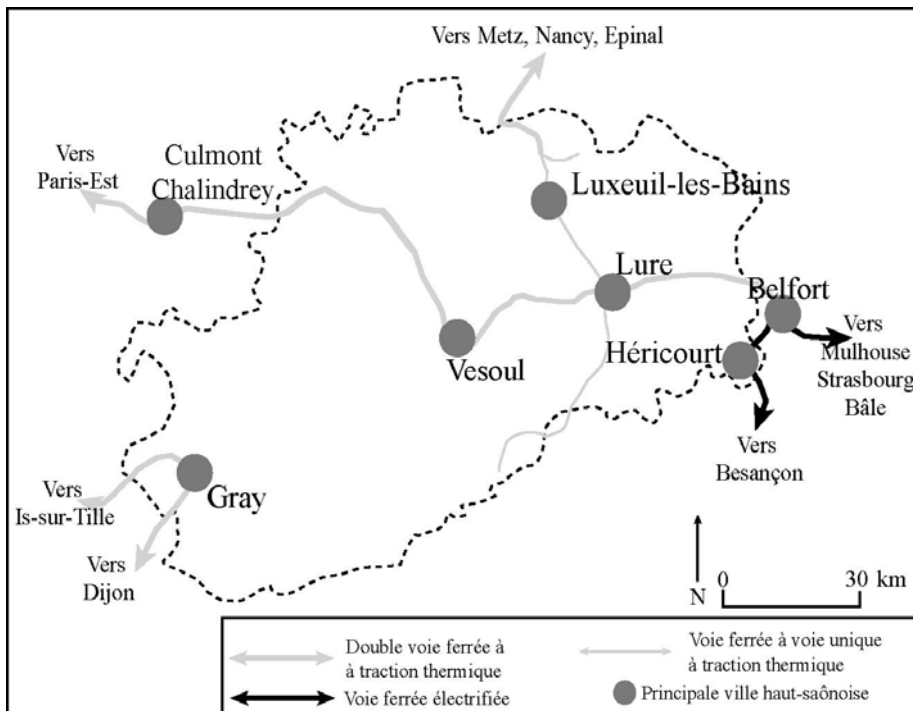 Vers Metz, Nancy, Epinal
Vers
Paris-Est
Culmont
Chalindrey
Luxeuil-les-Bains
Lure
Belfort
Héricourt
Vers
Mulhouse
Strasbourg
Bâle
Vesoul
Vers
Besançon
Vers
Is-sur-Tille
Gray
Vers
Dijon
N
0 30 km
Double voie ferrée à
à traction thermique
Voie ferrée électrifiée
Voie ferrée à voie unique
à traction thermique
Principale ville haut-saônoise